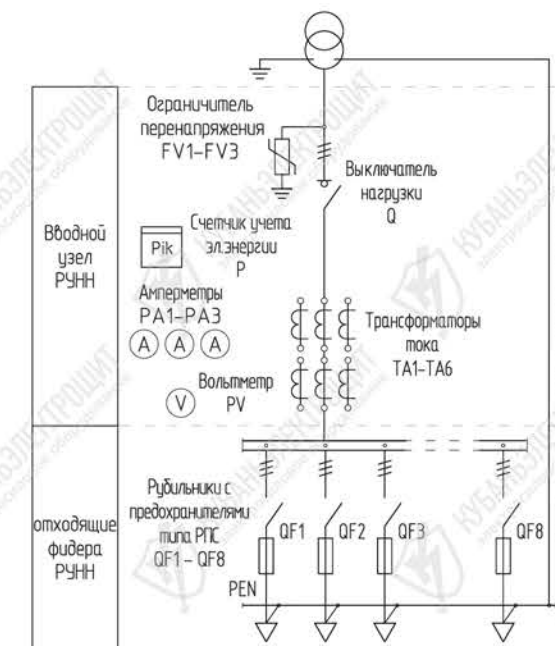 Ограничитель
перенапряжения
FV1-FV3
Выключатель
нагрузки
Q
Вводной
узел
РУНН
Pik
Счетчик учета
эл.энергии
P
Амперметры
PA1-PA3
A A A
Трансформаторы
тока
TA1-TA6
Вольтметр
PV
V
отходящие
фидера
РУНН
Рубильники с
предохранителями
типа РПС
QF1 - QF8
QF1 QF2 QF3 QF8
PEN
КУБАНЬЭЛЕКТРОЩИТ